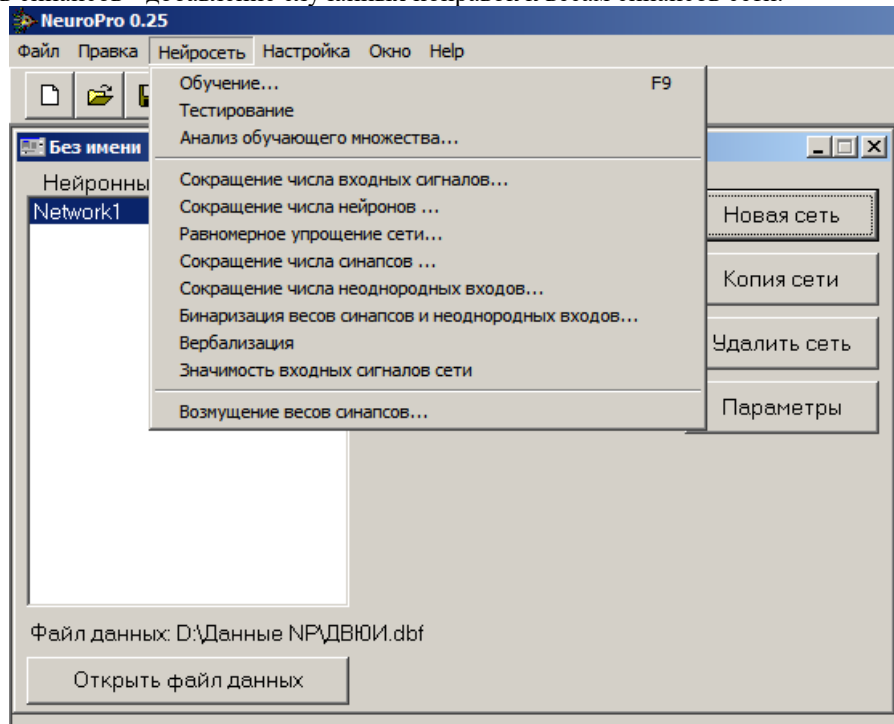 NeuroPro 0.25
Файл Правка Нейросеть Настройка Окно Help
Обучение... F9
Тестирование
Анализ обучающего множества...
Без имени
Сокращение числа входных сигналов...
Network1
Сокращение числа нейронов ...
Новая сеть
Равномерное упрощение сети...
Сокращение числа синапсов ...
Копия сети
Сокращение числа неоднородных входов...
Бинаризация весов синапсов и неоднородных входов...
Вербализация
Удалить сеть
Значимость входных сигналов сети
Возмущение весов синапсов...
Параметры
Файл данных: D:\Данные NP\ДВЮИ.dbf
Открыть файл данных